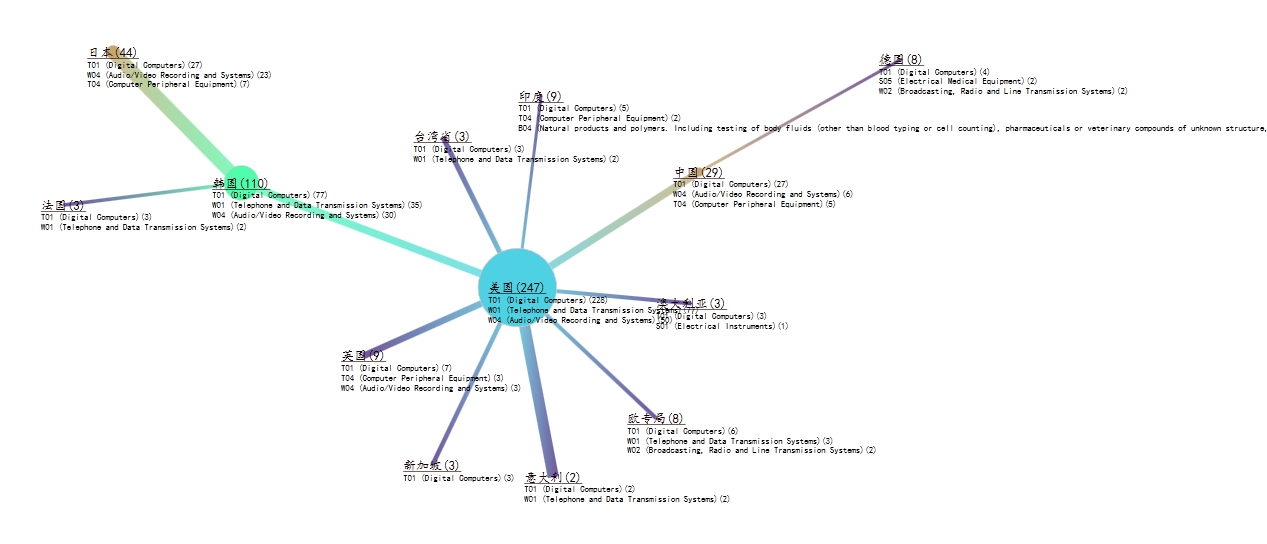 日本(44)
T01 (Digital Computers)(27)
W04 (Audio/Video Recording and Systems)(23)
T04 (Computer Peripheral Equipment)(7)
德国(8)
T01 (Digital Computers)(4)
S05 (Electrical Medical Equipment)(2)
W02 (Broadcasting, Radio and Line Transmission Systems)(2)
印度(9)
T01 (Digital Computers)(5)
T04 (Computer Peripheral Equipment)(2)
B04 (Natural products and polymers. Including testing of body fluids (other than blood typing or cell counting), pharmaceuticals or veterinary compounds of unknown structure,
台湾省(3)
T01 (Digital Computers)(3)
W01 (Telephone and Data Transmission Systems)(2)
中国(29)
T01 (Digital Computers)(27)
W04 (Audio/Video Recording and Systems)(6)
T04 (Computer Peripheral Equipment)(5)
韩国(110)
T01 (Digital Computers)(77)
W01 (Telephone and Data Transmission Systems)(35)
W04 (Audio/Video Recording and Systems)(30)
法国(3)
T01 (Digital Computers)(3)
W01 (Telephone and Data Transmission Systems)(2)
美国(247)
T01 (Digital Computers)(228)
W01 (Telephone and Data Transmission Systems)(77)
W04 (Audio/Video Recording and Systems)(50)
澳大利亚(3)
T01 (Digital Computers)(3)
S01 (Electrical Instruments)(1)
英国(9)
T01 (Digital Computers)(7)
T04 (Computer Peripheral Equipment)(3)
W04 (Audio/Video Recording and Systems)(3)
欧专局(8)
T01 (Digital Computers)(6)
W01 (Telephone and Data Transmission Systems)(3)
W02 (Broadcasting, Radio and Line Transmission Systems)(2)
新加坡(3)
T01 (Digital Computers)(3)
意大利(2)
T01 (Digital Computers)(2)
W01 (Telephone and Data Transmission Systems)(2)